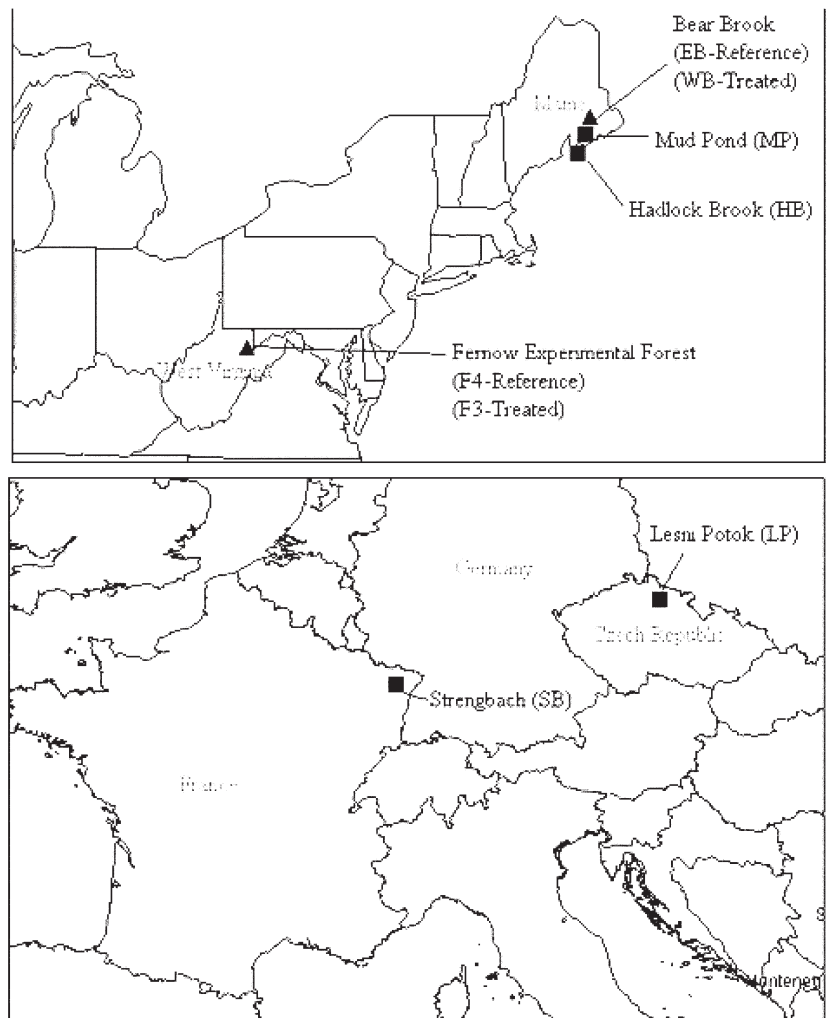 Bear Brook
(EB-Reference)
(WB-Treated)
Maine
Mud Pond (MP)
Hadlock Brook (HB)
Fernow Experimental Forest
(F4-Reference)
(F3-Treated)
West Virginia
Lesni Potok (LP)
Germany
Czech Republic
Strengbach (SB)
France
S
Montenegr